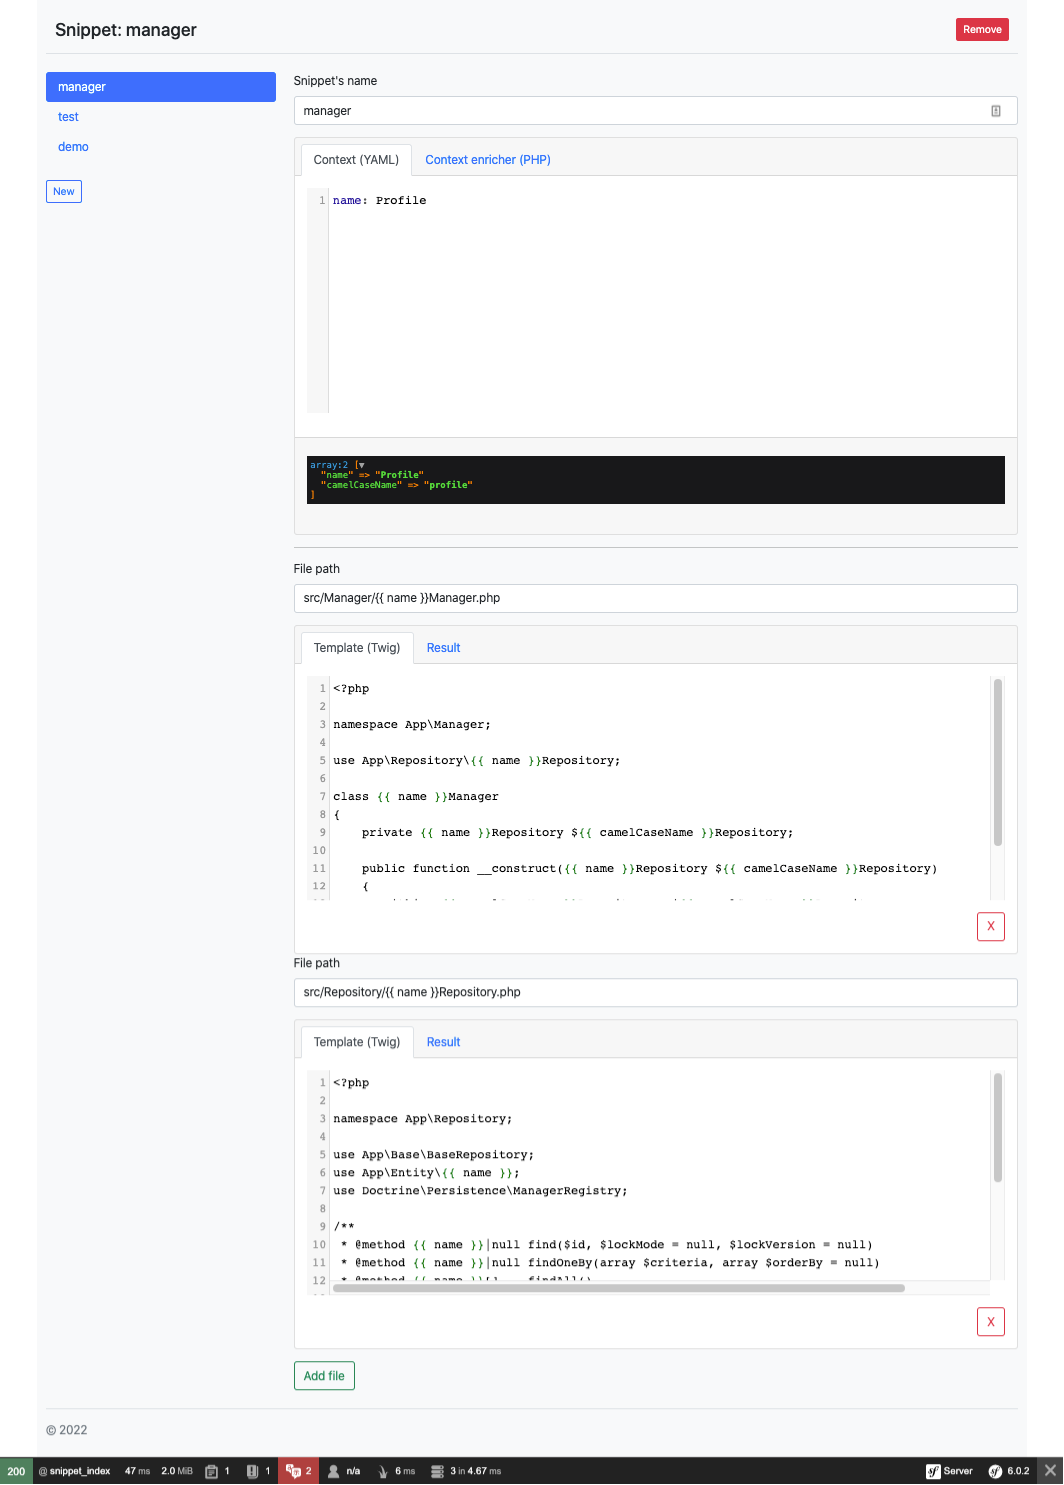 Snippet: manager
Remove
manager
test
demo
New
Snippet's name
manager
Context (YAML) Context enricher (PHP)
1 name: Profile
array:2 [▼
"name" => "Profile"
"camelCaseName" => "profile"
]
File path
src/Manager/{{ name }}Manager.php
Template (Twig) Result
1 <?php
2
3 namespace App\Manager;
4
5 use App\Repository\{{ name }}Repository;
6
7 class {{ name }}Manager
8 {
9 private {{ name }}Repository ${{ camelCaseName }}Repository;
10
11 public function __construct({{ name }}Repository ${{ camelCaseName }}Repository)
12 {
X
File path
src/Repository/{{ name }}Repository.php
Template (Twig) Result
1 <?php
2
3 namespace App\Repository;
4
5 use App\Base\BaseRepository;
6 use App\Entity\{{ name }};
7 use Doctrine\Persistence\ManagerRegistry;
8
9 /**
10 * @method {{ name }}|null find($id, $lockMode = null, $lockVersion = null)
11 * @method {{ name }}|null findOneBy(array $criteria, array $orderBy = null)
12 * @method {{ name }}[] findAll()
X
Add file
© 2022
200 @ snippet_index 47 ms 2.0 MiB 1 1 2 n/a 6 ms 3 in 4.67 ms Server 6.0.2